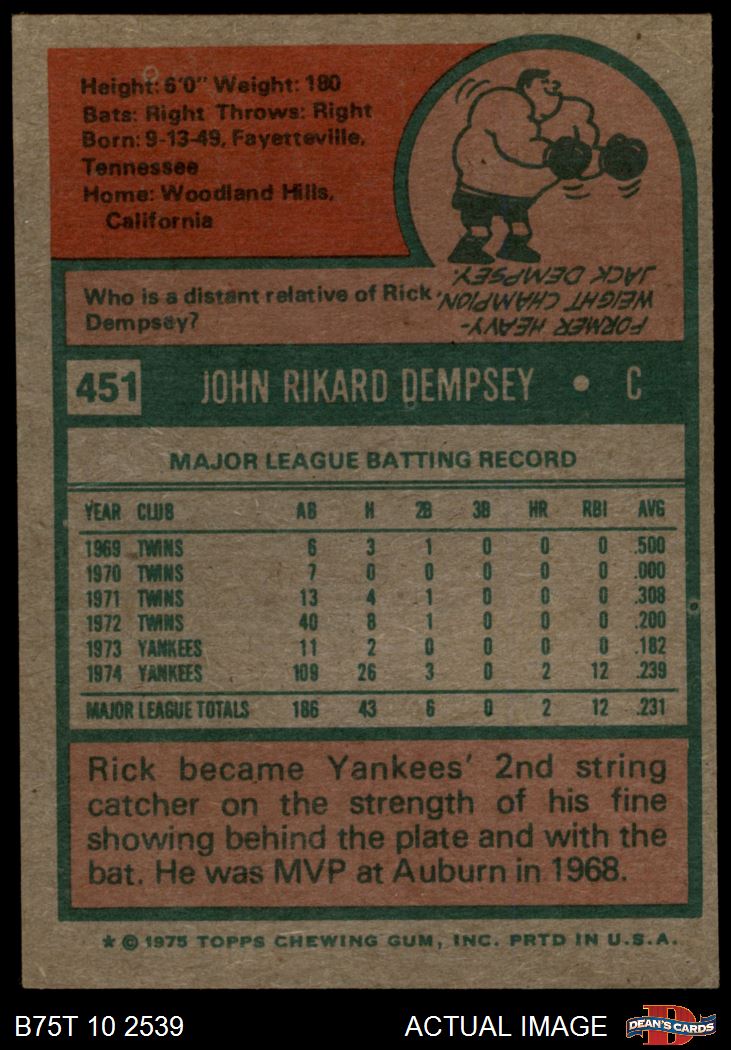 Height: 6'0" Weight: 180
Bats: Right Throws: Right
Born: 9-13-49, Fayetteville,
Tennessee
Home: Woodland Hills,
California
Who is a distant relative of Rick
Dempsey?
FORMER HEAVY-
WEIGHT CHAMPION,
JACK DEMPSEY.
451 JOHN RIKARD DEMPSEY • C
MAJOR LEAGUE BATTING RECORD
YEAR CLUB AB H 2B 3B HR RBI AVG
1969 TWINS 6 3 1 0 0 0 .500
1970 TWINS 7 0 0 0 0 0 .000
1971 TWINS 13 4 1 0 0 0 .308
1972 TWINS 40 8 1 0 0 0 .200
1973 YANKEES 11 2 0 0 0 0 .182
1974 YANKEES 109 26 3 0 2 12 .239
MAJOR LEAGUE TOTALS 186 43 6 0 2 12 .231
Rick became Yankees' 2nd string
catcher on the strength of his fine
showing behind the plate and with the
bat. He was MVP at Auburn in 1968.
* © 1975 TOPPS CHEWING GUM, INC. PRTD IN U.S.A.
B75T 10 2539 ACTUAL IMAGE DEAN'S CARDS